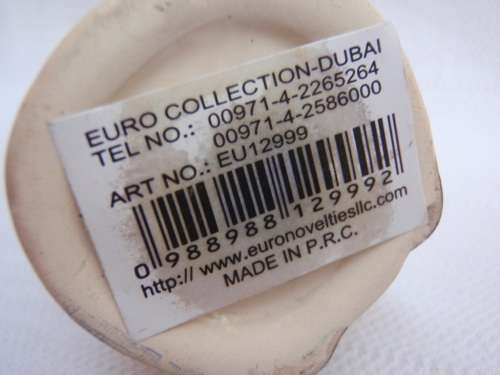 EURO COLLECTION-DUBAI
TEL NO.: 00971-4-2265264
00971-4-2586000
ART NO.: EU12999
0 988988 129992
http:// www.euronoveltiesllc.com
MADE IN P.R.C.